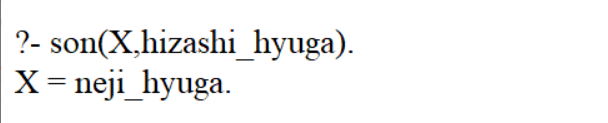 ?- son(X,hizashi_hyuga).
X = neji_hyuga.